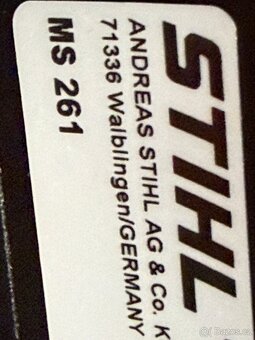 STIHL
ANDREAS STIHL AG & Co. K
71336 Waiblingen/GERMANY
MS 261
Bazos.cz